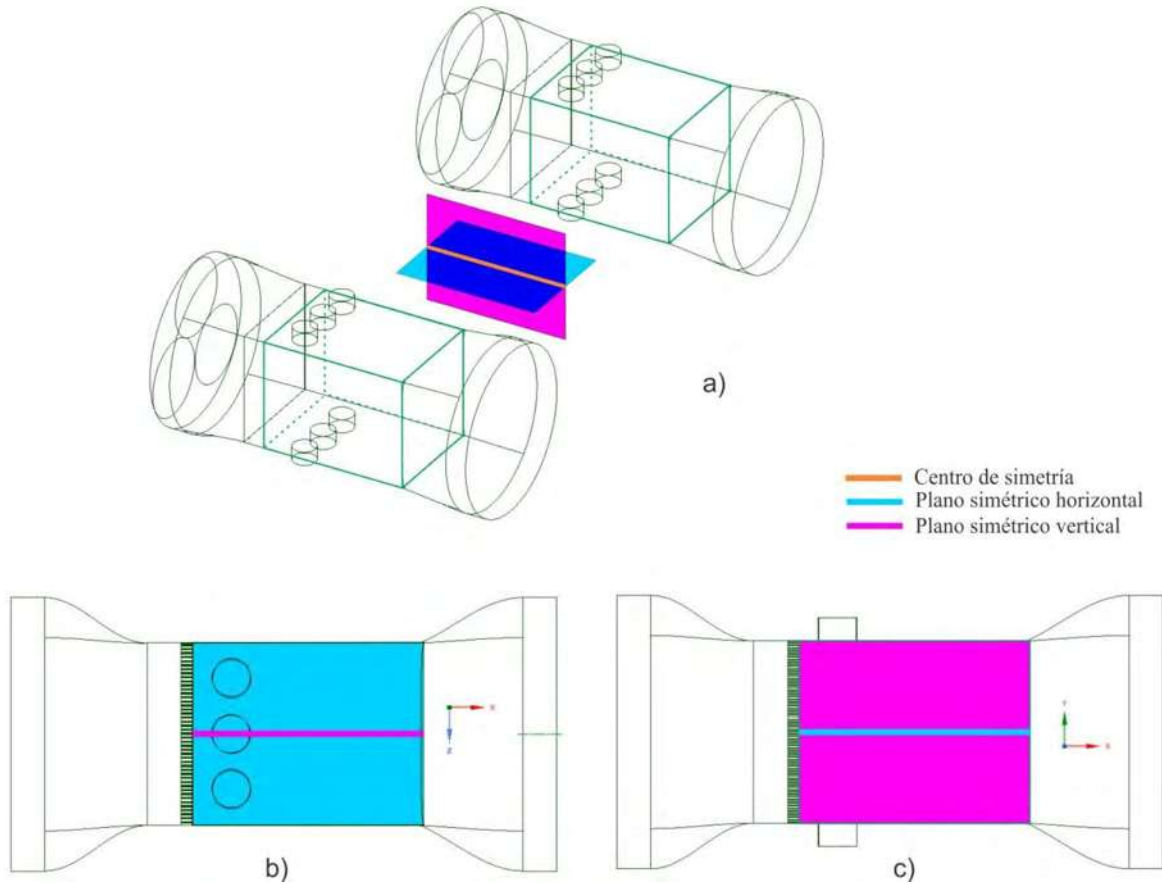 a)
Centro de simetría
Plano simétrico horizontal
Plano simétrico vertical
X
Z
Y
X
b)
c)